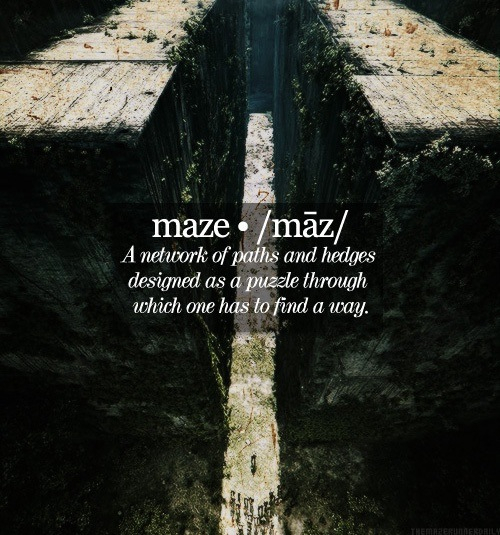 maze • /māz/
A network of paths and hedges
designed as a puzzle through
which one has to find a way.